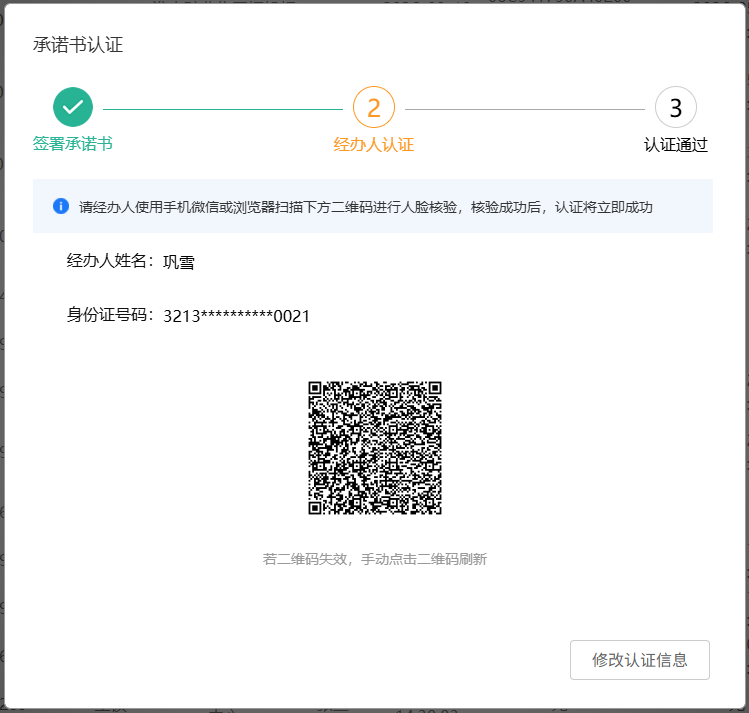 承诺书认证
2
3
签署承诺书
经办人认证
认证通过
请经办人使用手机微信或浏览器扫描下方二维码进行人脸核验，核验成功后，认证将立即成功
经办人姓名：巩雪
身份证号码：3213**********0021
若二维码失效，手动点击二维码刷新
修改认证信息